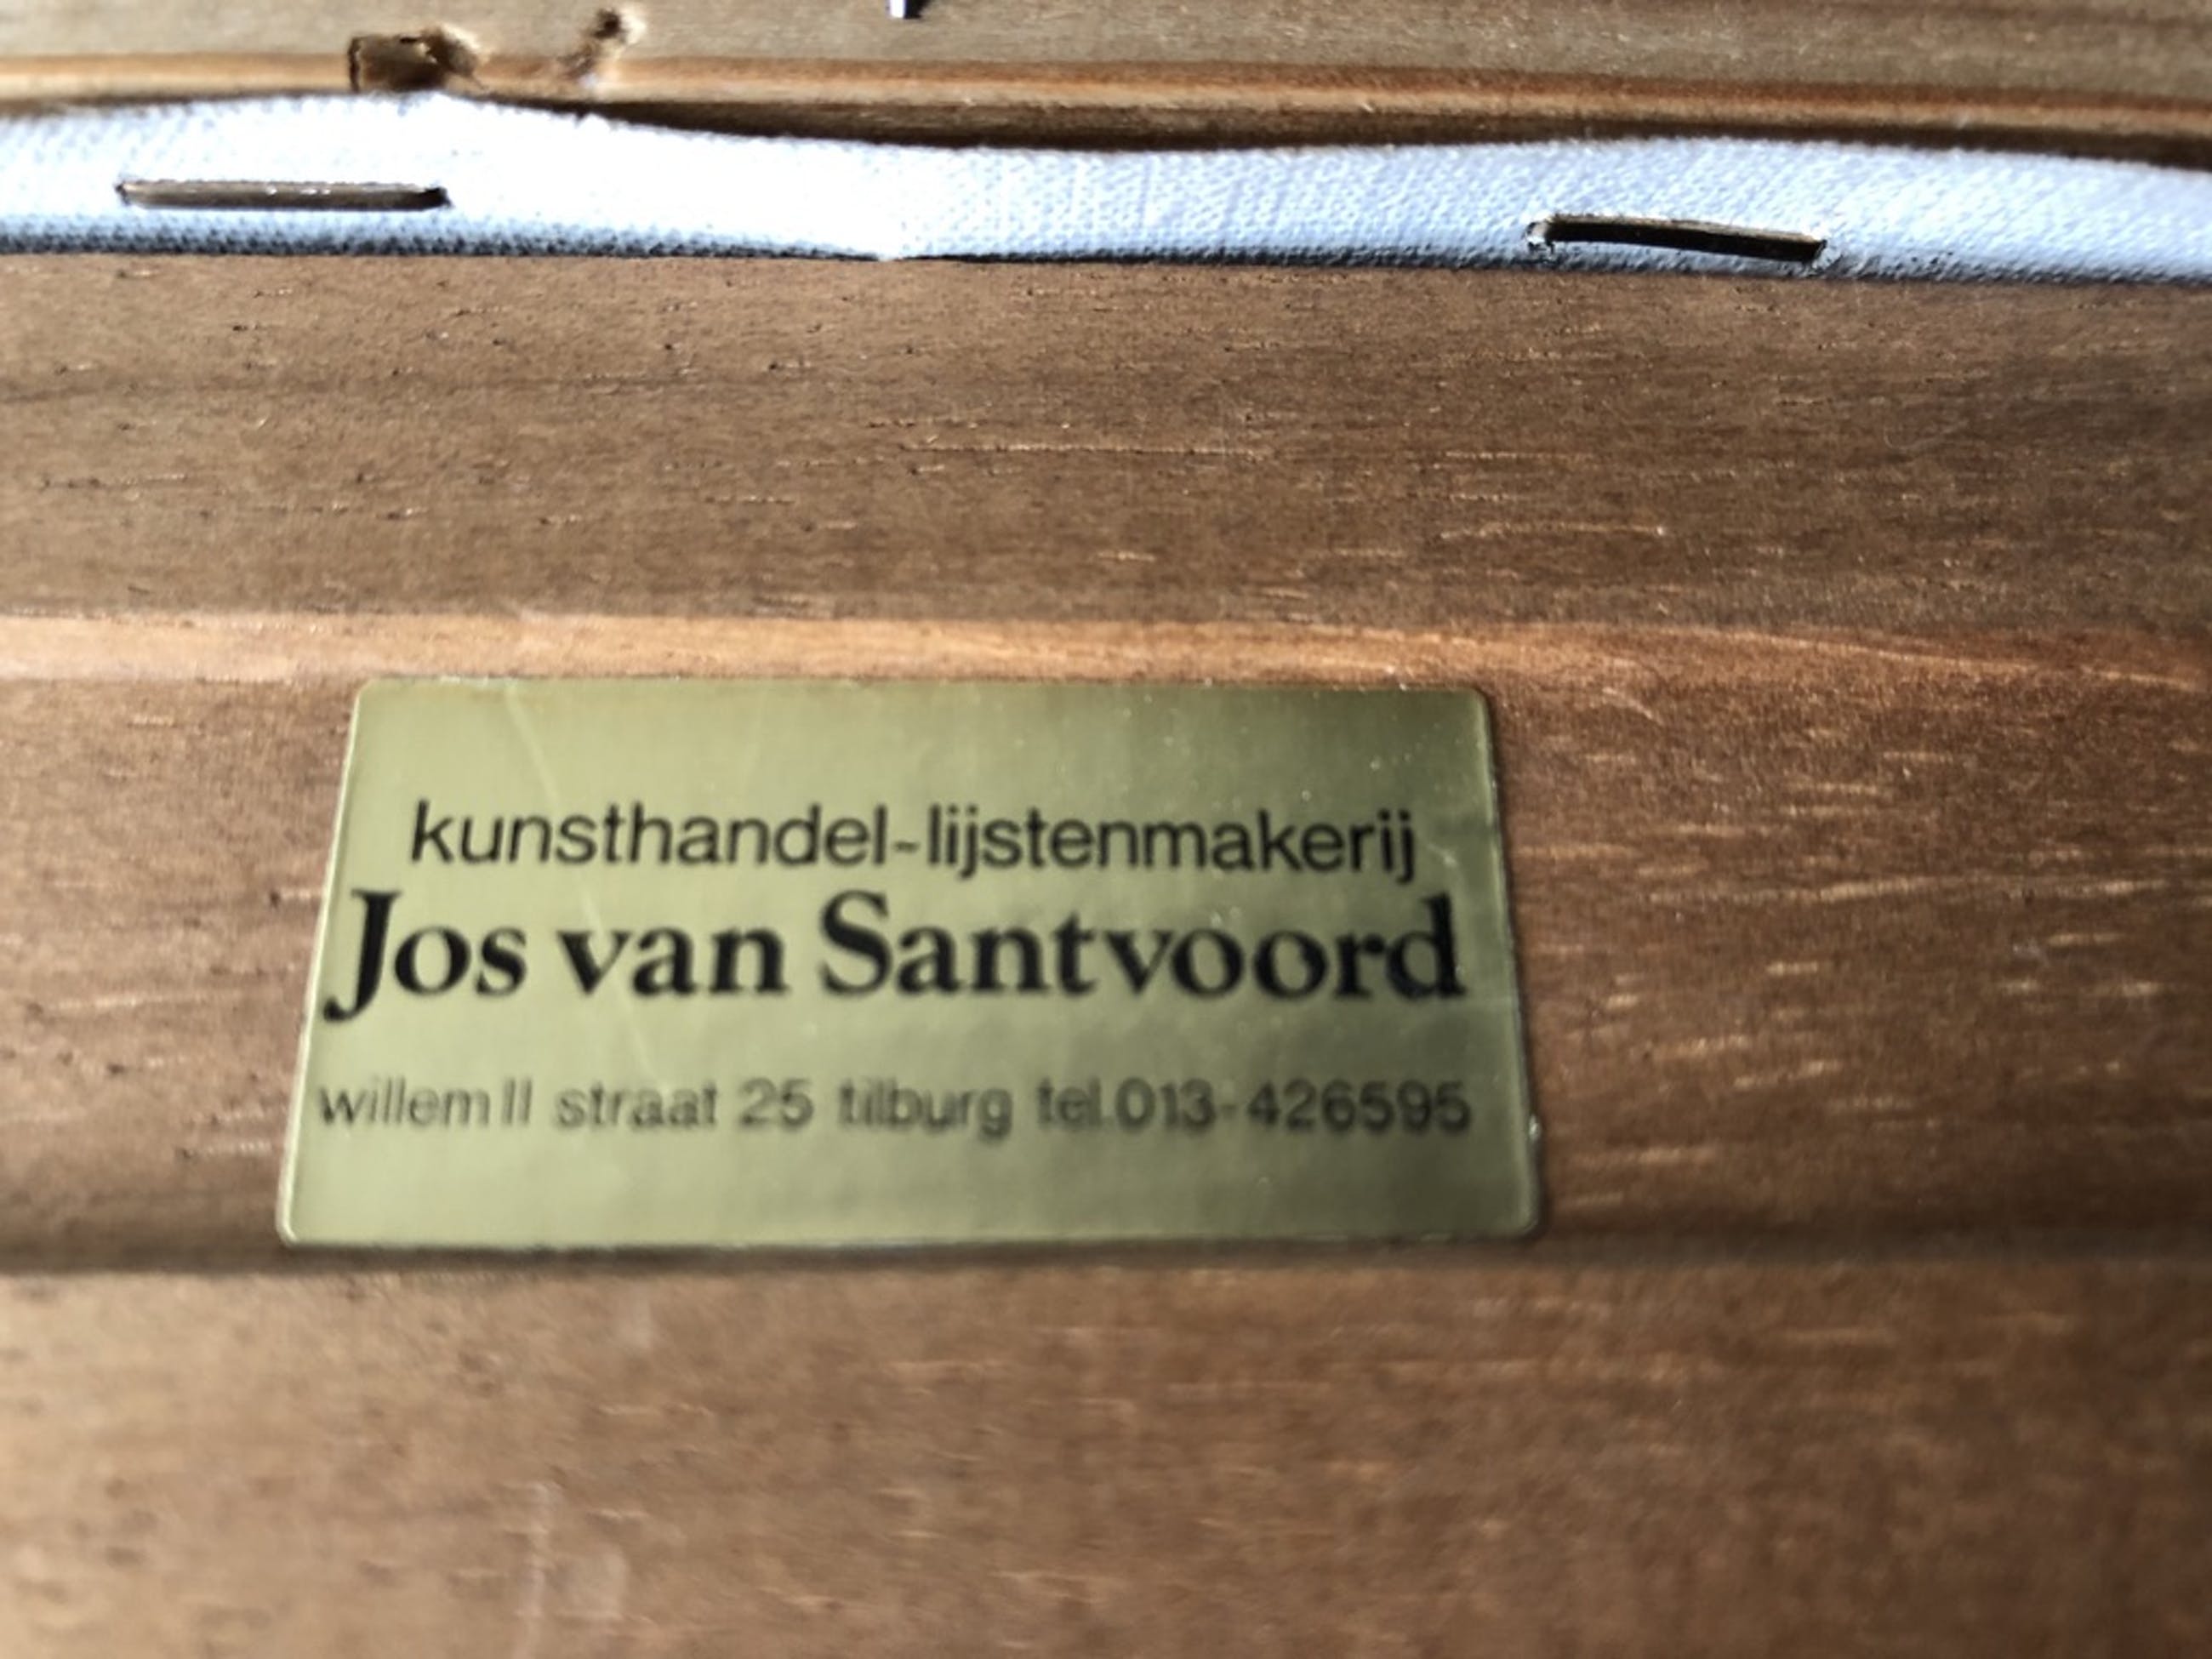 kunsthandel-lijstenmakerij
Jos van Santvoord
willem II straat 25 tilburg tel.013-426595